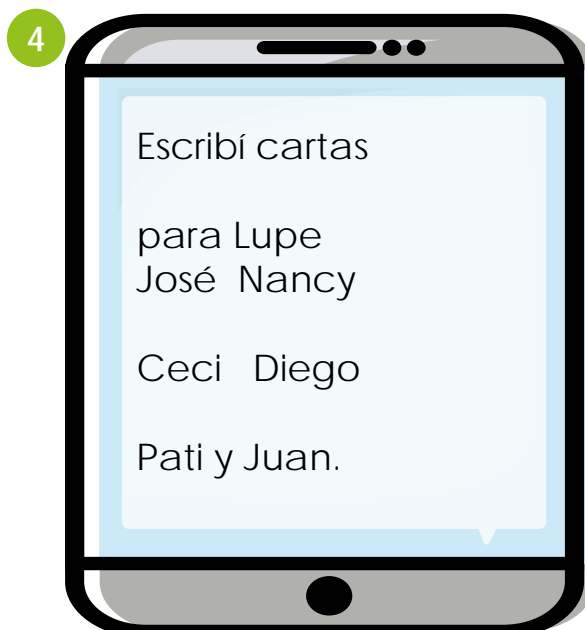 4
Escribí cartas
para Lupe
José Nancy
Ceci Diego
Pati y Juan.